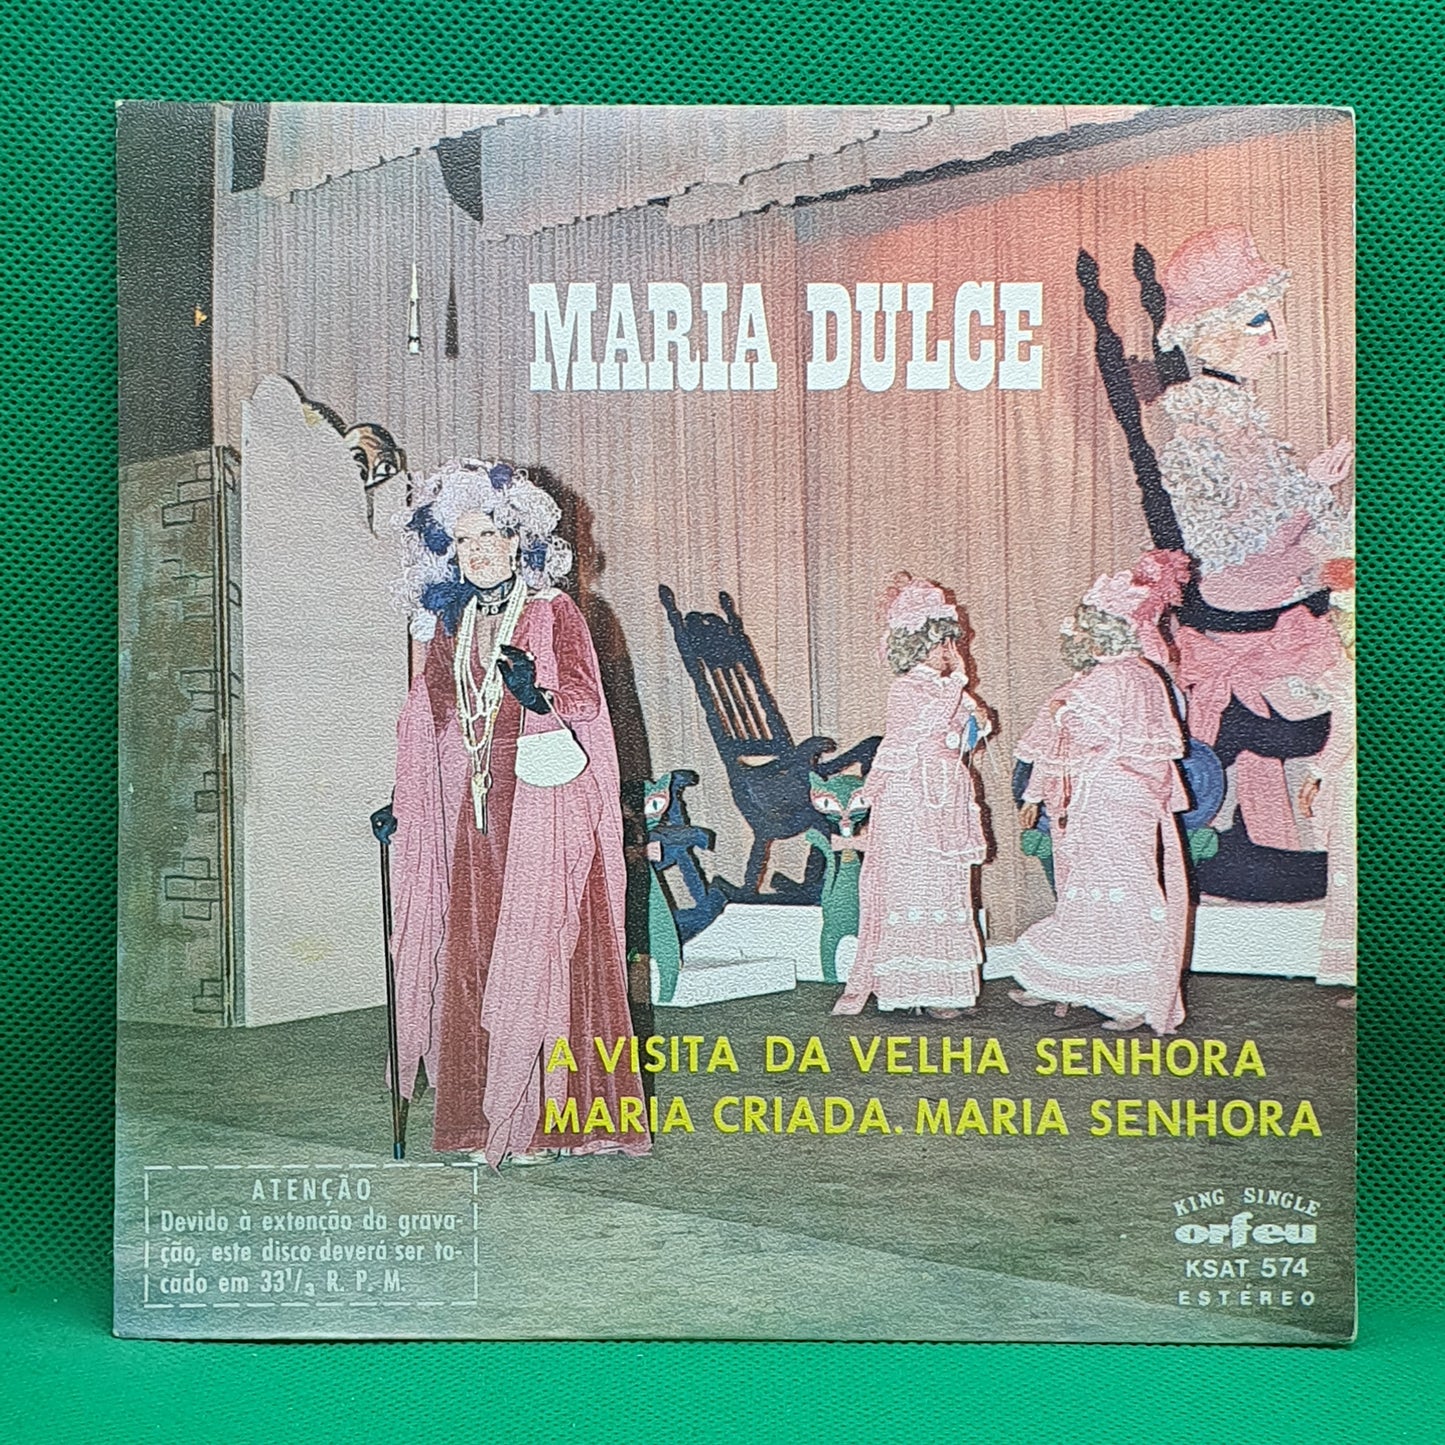 MARIA DULCE
A VISITA DA VELHA SENHORA
MARIA CRIADA. MARIA SENHORA
ATENÇÃO
Devido à extenção da grava-
ção, este disco deverá ser to-
cado em 33 1/3 R. P. M.
KING SINGLE
orfeu
KSAT 574
ESTÉREO